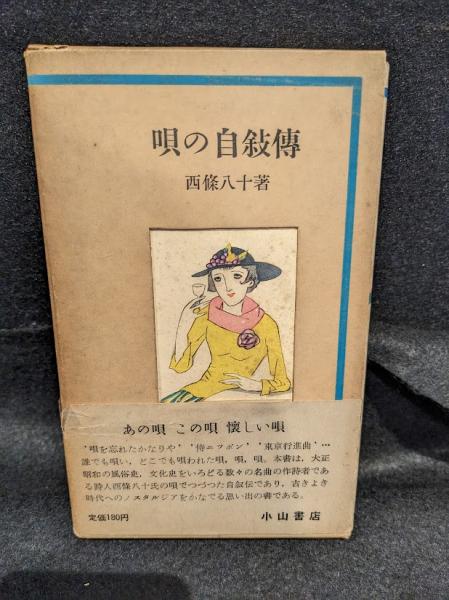 唄の自敍傳
西條八十著
あの唄 この唄 懐しい唄
'唄を忘れたかなりや' '侍ニッポン' '東京行進曲'…
誰でも唄い、どこでも唄われた唄，唄，唄。本書は，大正
昭和の風俗史，文化史をいろどる数々の名曲の作詩者であ
る詩人西條八十氏の唄でつづつた自叙伝であり，古きよき
時代へのノスタルジアをかなでる思い出の書である。
定価180円
小山書店